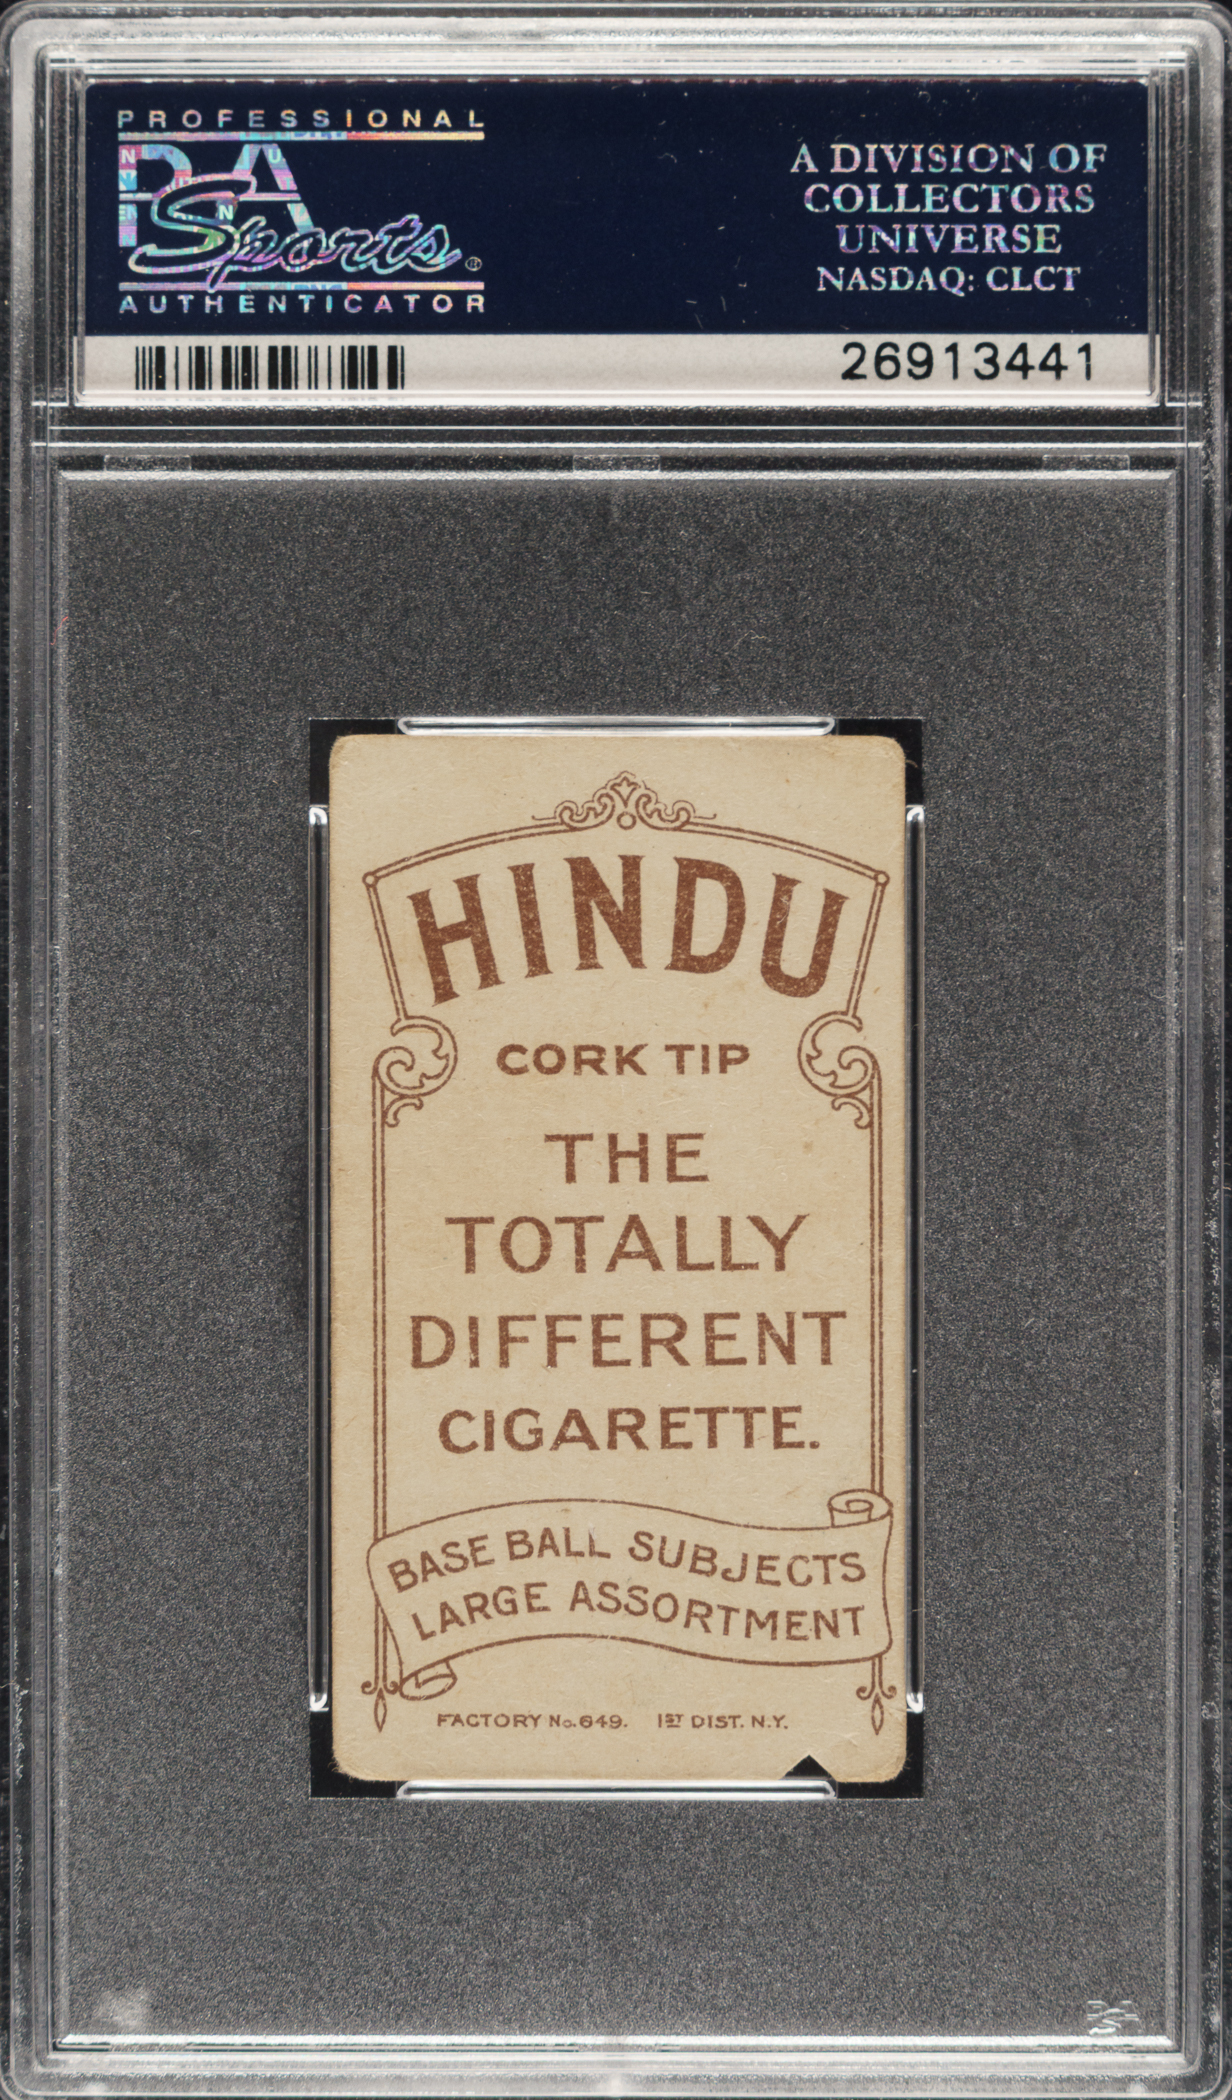 PROFESSIONAL
PSA
Sports®
AUTHENTICATOR
A DIVISION OF
COLLECTORS
UNIVERSE
NASDAQ: CLCT
26913441
HINDU
CORK TIP
THE
TOTALLY
DIFFERENT
CIGARETTE.
BASE BALL SUBJECTS
LARGE ASSORTMENT
FACTORY No. 649. 1ST DIST. N.Y.
PSA